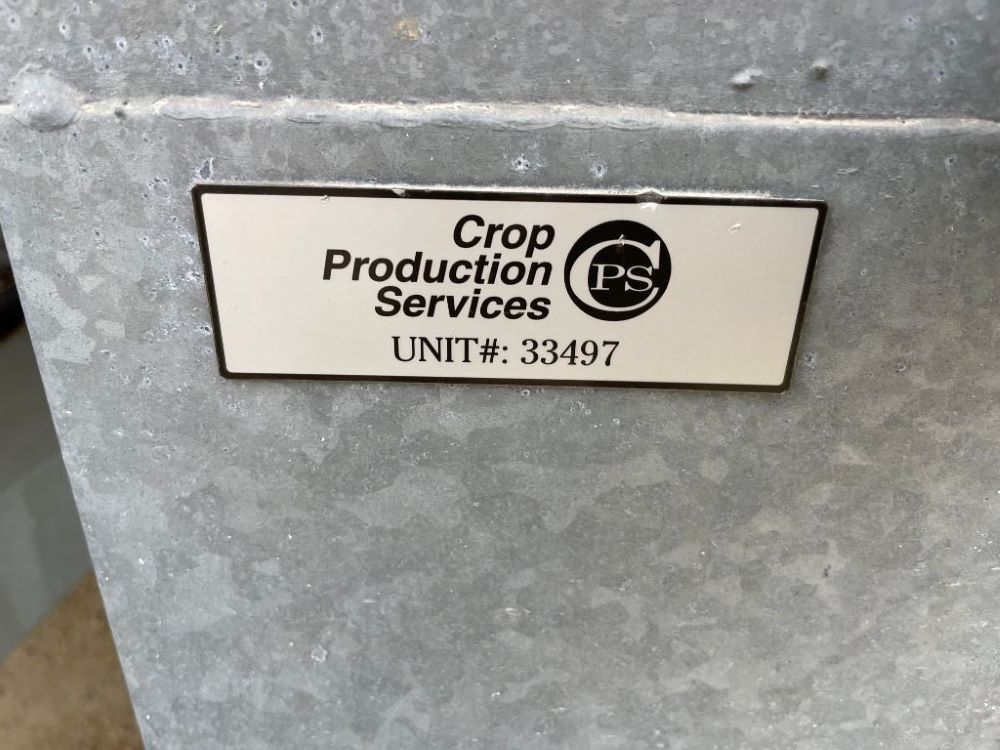 Crop
Production
Services
CPS
UNIT#: 33497